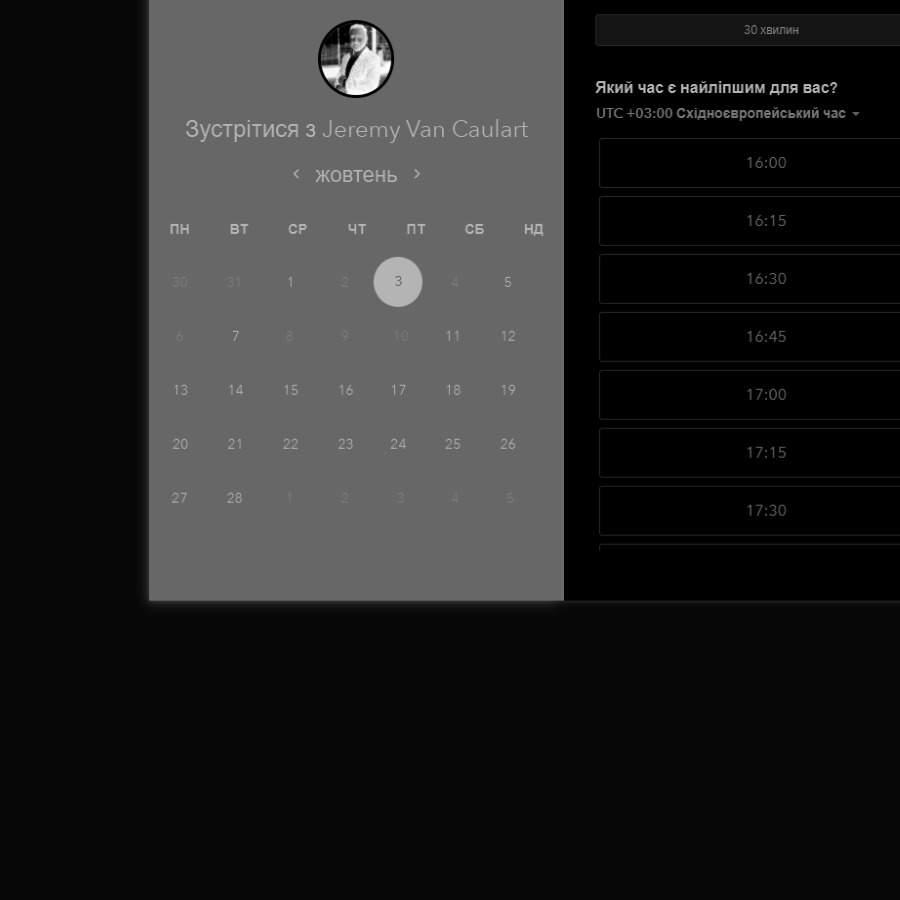 Зустрітися з Jeremy Van Caulart
жовтень
ПН ВТ СР ЧТ ПТ СБ НД
30 31 1 2 3 4 5
6 7 8 9 10 11 12
13 14 15 16 17 18 19
20 21 22 23 24 25 26
27 28 1 2 3 4 5
30 хвилин
Який час є найліпшим для вас?
UTC +03:00 Східноєвропейський час
16:00
16:15
16:30
16:45
17:00
17:15
17:30